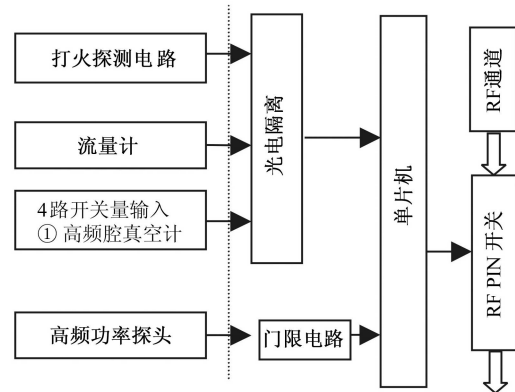 打火探测电路
流量计
4路开关量输入
① 高频腔真空计
高频功率探头
光电隔离
门限电路
单片机
RF通道
RF PIN 开关